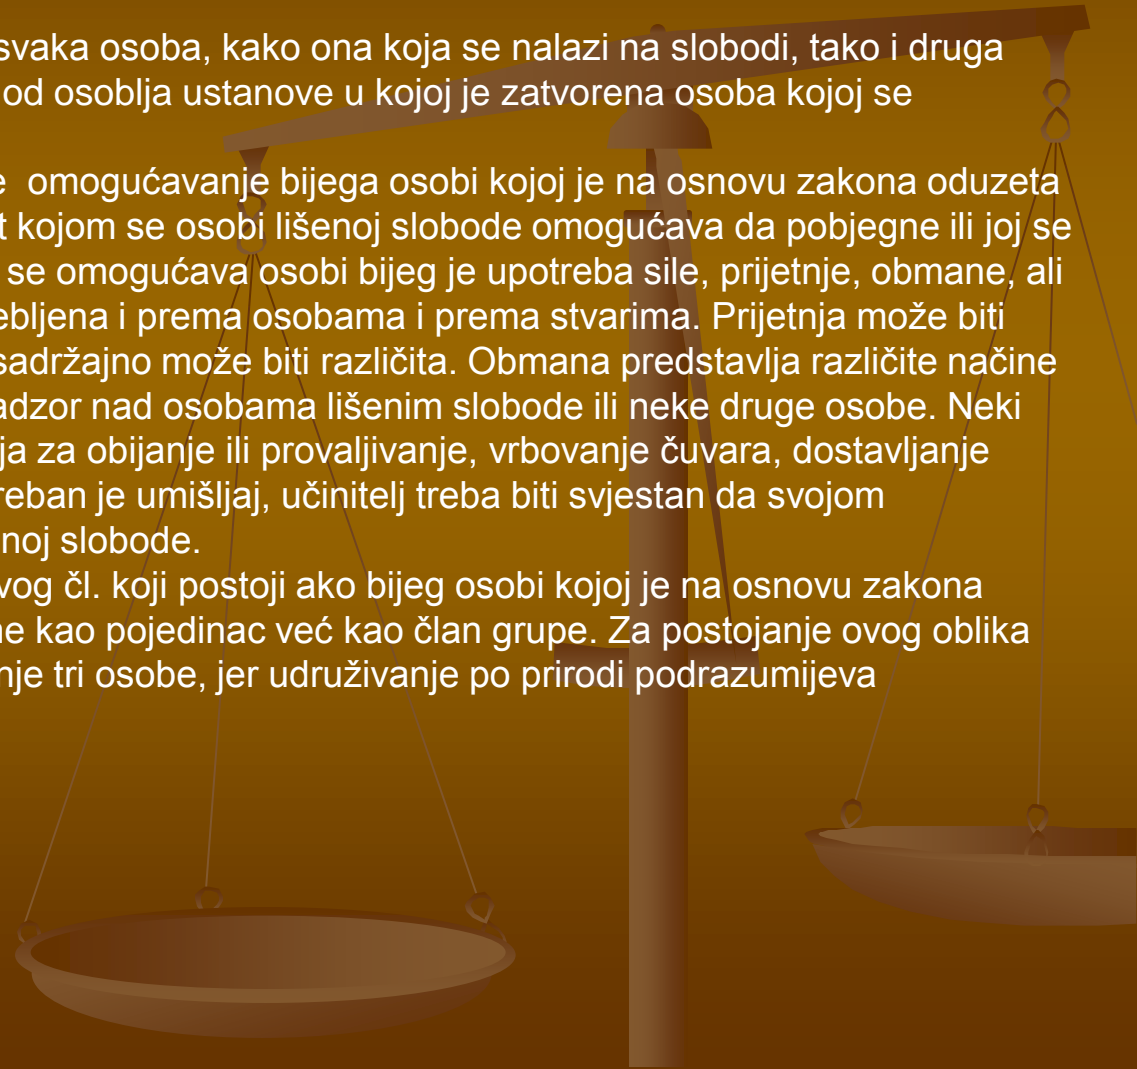 svaka osoba, kako ona koja se nalazi na slobodi, tako i druga
od osoblja ustanove u kojoj je zatvorena osoba kojoj se
e omogućavanje bijega osobi kojoj je na osnovu zakona oduzeta
t kojom se osobi lišenoj slobode omogućava da pobjegne ili joj se
se omogućava osobi bijeg je upotreba sile, prijetnje, obmane, ali
ebljena i prema osobama i prema stvarima. Prijetnja može biti
sadržajno može biti različita. Obmana predstavlja različite načine
adzor nad osobama lišenim slobode ili neke druge osobe. Neki
ja za obijanje ili provaljivanje, vrbovanje čuvara, dostavljanje
reban je umišljaj, učinitelj treba biti svjestan da svojom
noj slobode.
vog čl. koji postoji ako bijeg osobi kojoj je na osnovu zakona
ne kao pojedinac već kao član grupe. Za postojanje ovog oblika
nje tri osobe, jer udruživanje po prirodi podrazumijeva